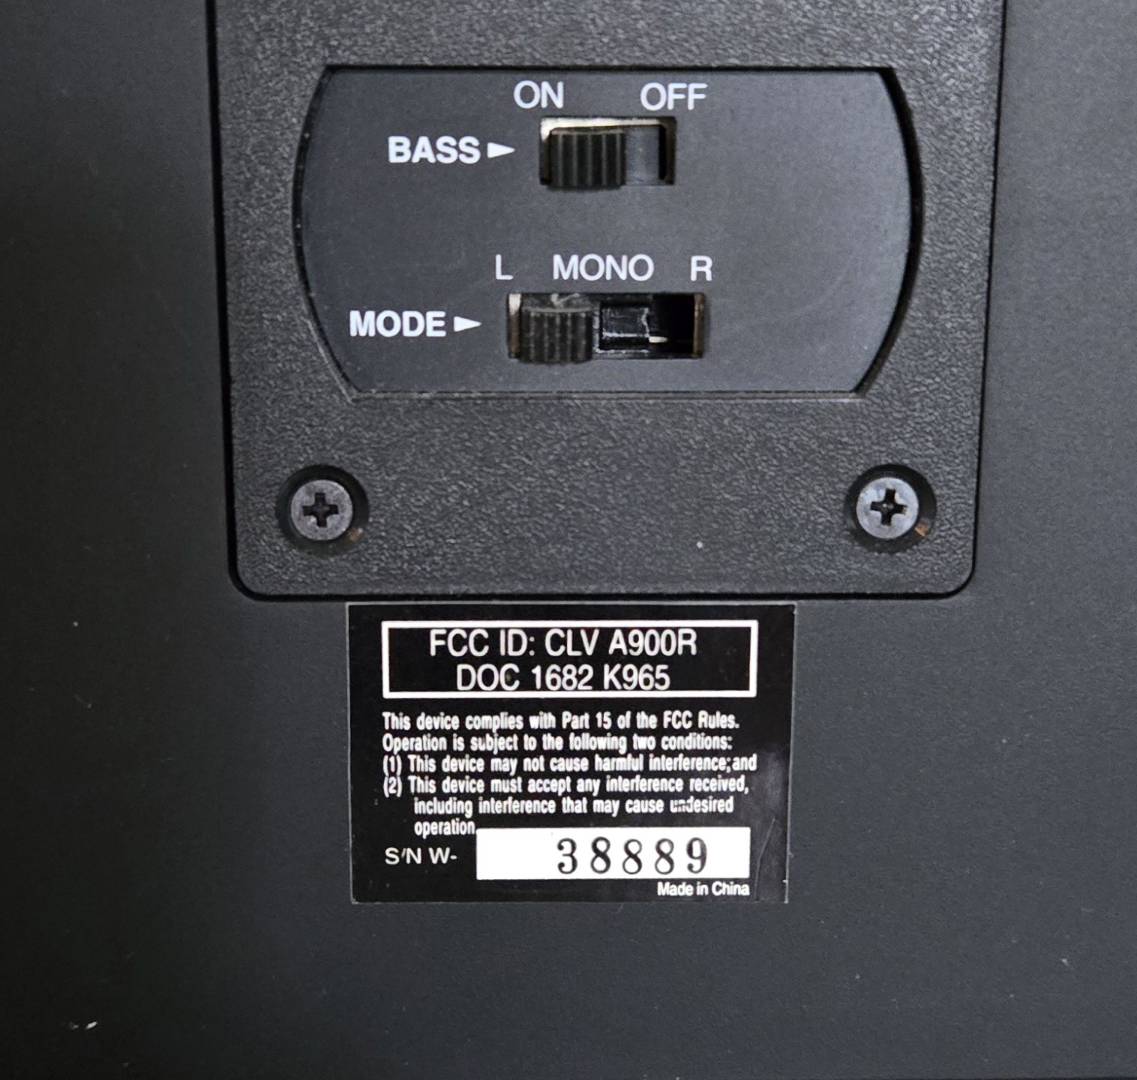 ON OFF
BASS
L MONO R
MODE
FCC ID: CLV A900R
DOC 1682 K965
This device complies with Part 15 of the FCC Rules.
Operation is subject to the following two conditions:
(1) This device may not cause harmful interference;and
(2) This device must accept any interference received,
including interference that may cause undesired
operation.
S/N W- 38889
Made in China